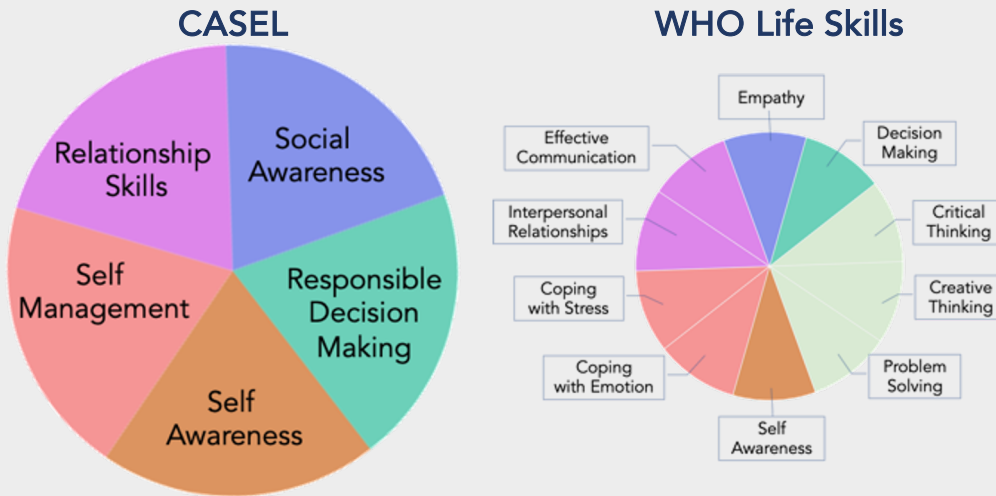 CASEL
Relationship
Skills
Social
Awareness
Self
Management
Responsible
Decision
Making
Self
Awareness
WHO Life Skills
Empathy
Effective
Communication
Decision
Making
Interpersonal
Relationships
Critical
Thinking
Coping
with Stress
Creative
Thinking
Coping
with Emotion
Problem
Solving
Self
Awareness